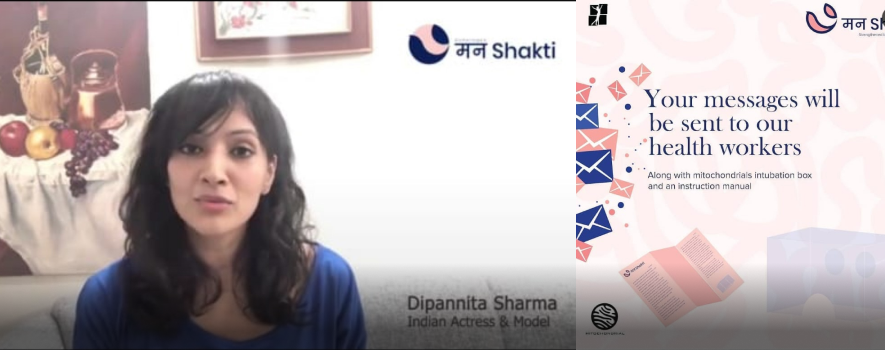 मन Shakti
Dipannita Sharma
Indian Actress & Model
मन Sh
Your messages will
be sent to our
health workers
Along with mitochondrials intubation box
and an instruction manual